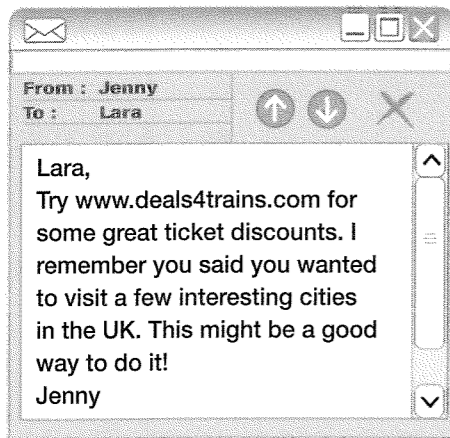 From : Jenny
To : Lara
Lara,
Try www.deals4trains.com for
some great ticket discounts. I
remember you said you wanted
to visit a few interesting cities
in the UK. This might be a good
way to do it!
Jenny